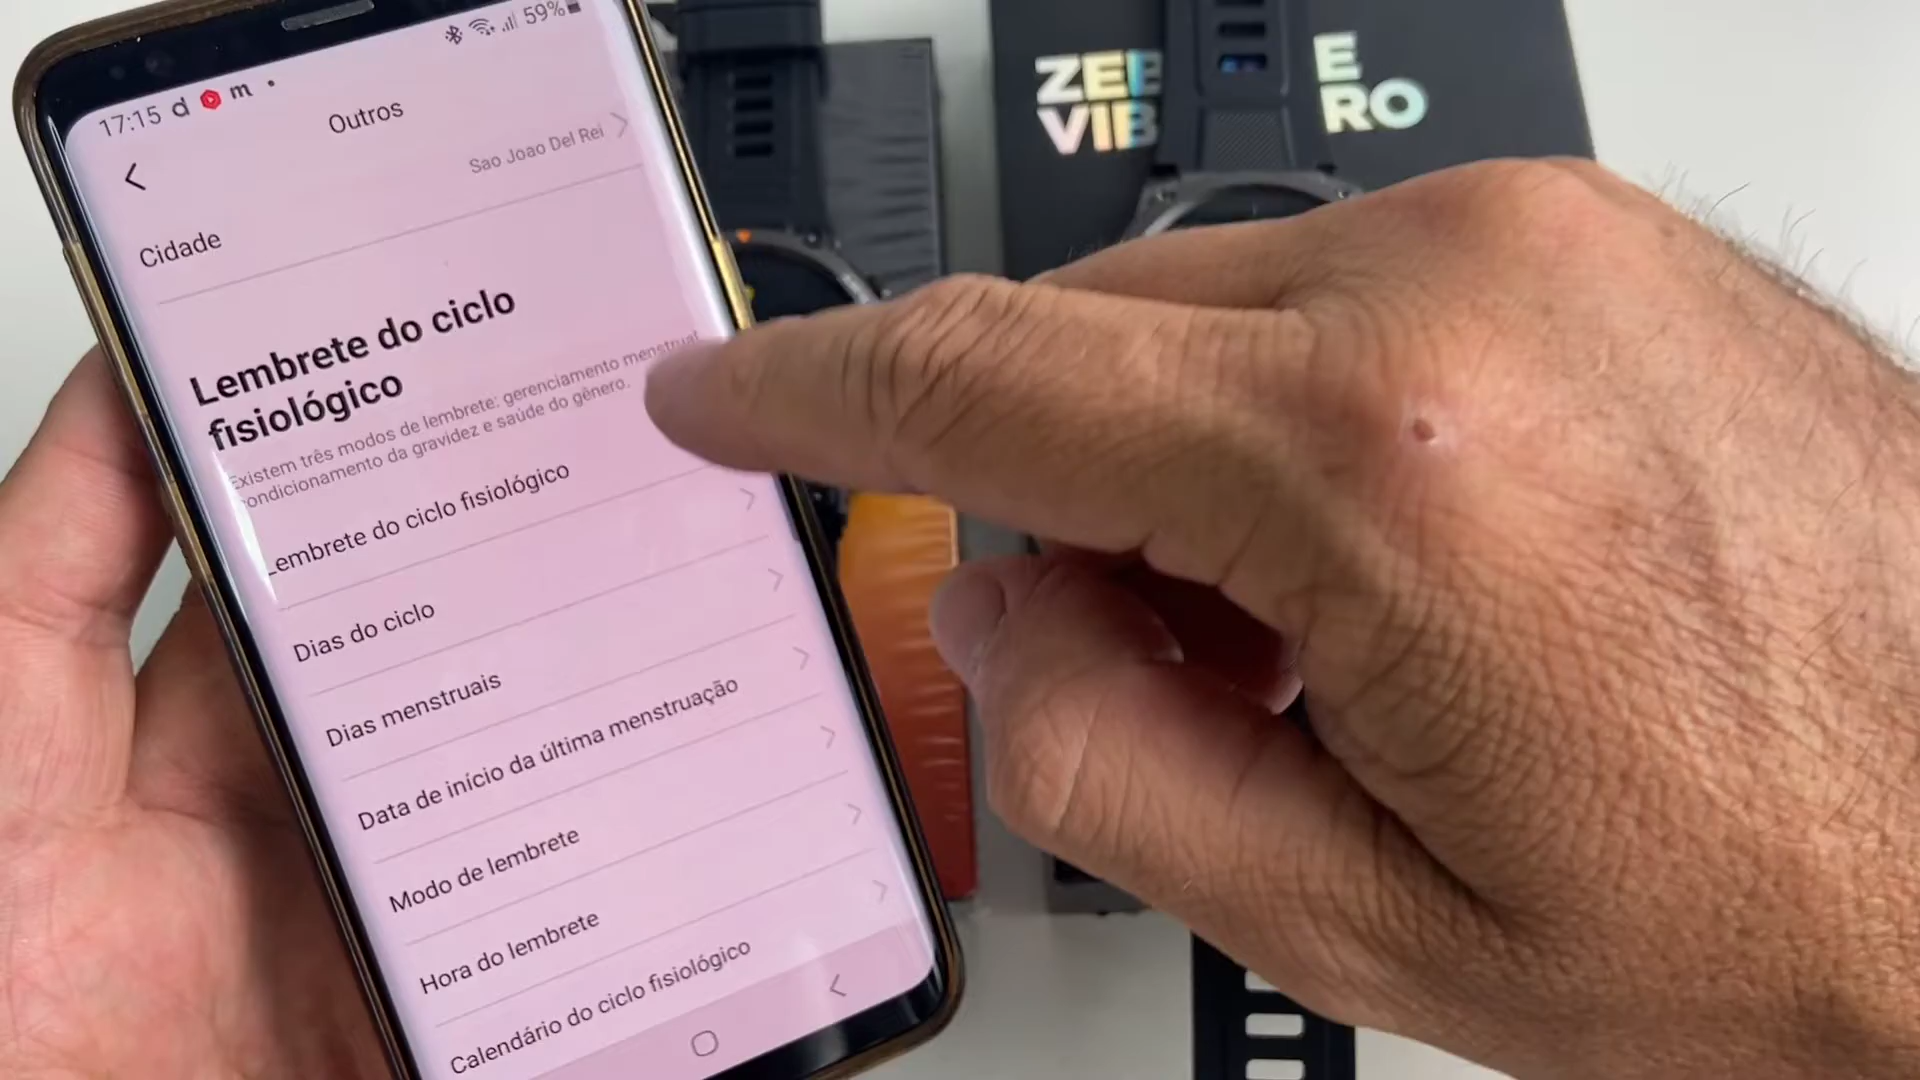 17:15 d m
59%
Outros
Sao Joao Del Rei
Cidade
Lembrete do ciclo
fisiológico
Existem três modos de lembrete: gerenciamento menstrual
condicionamento da gravidez e saúde do gênero.
Lembrete do ciclo fisiológico
Dias do ciclo
Dias menstruais
Data de início da última menstruação
Modo de lembrete
Hora do lembrete
Calendário do ciclo fisiológico
ZEB E
VIB RO